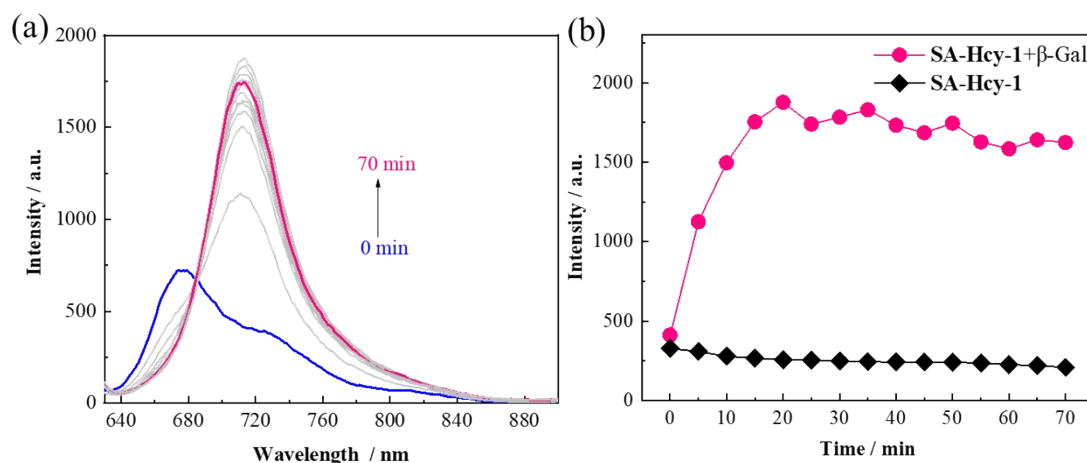 (a)
2000
1500
1000
500
0
Intensity / a.u.
70 min
0 min
640 680 720 760 800 840 880
Wavelength / nm
(b)
2000
1500
1000
500
0
Intensity / a.u.
SA-Hcy-1+β-Gal
SA-Hcy-1
0 10 20 30 40 50 60 70
Time / min